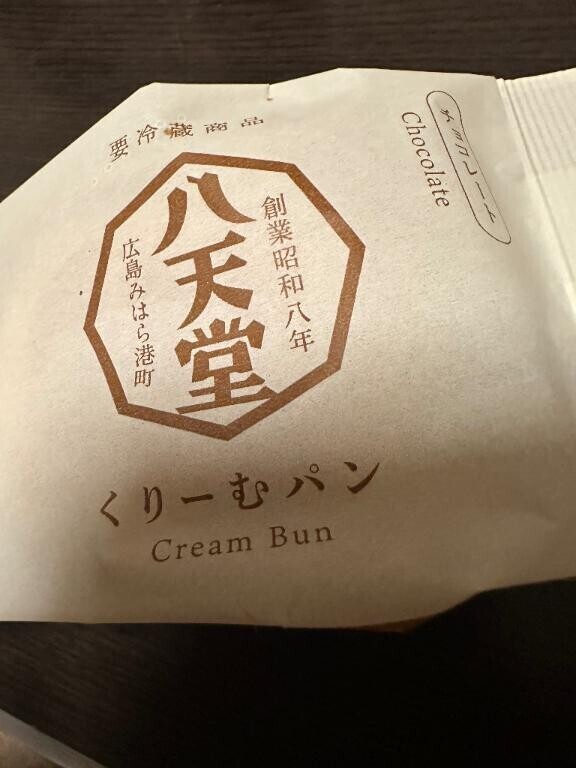 要冷蔵商品
チョコレート
Chocolate
創業昭和八年
八天堂
広島みはら港町
くりーむパン
Cream Bun